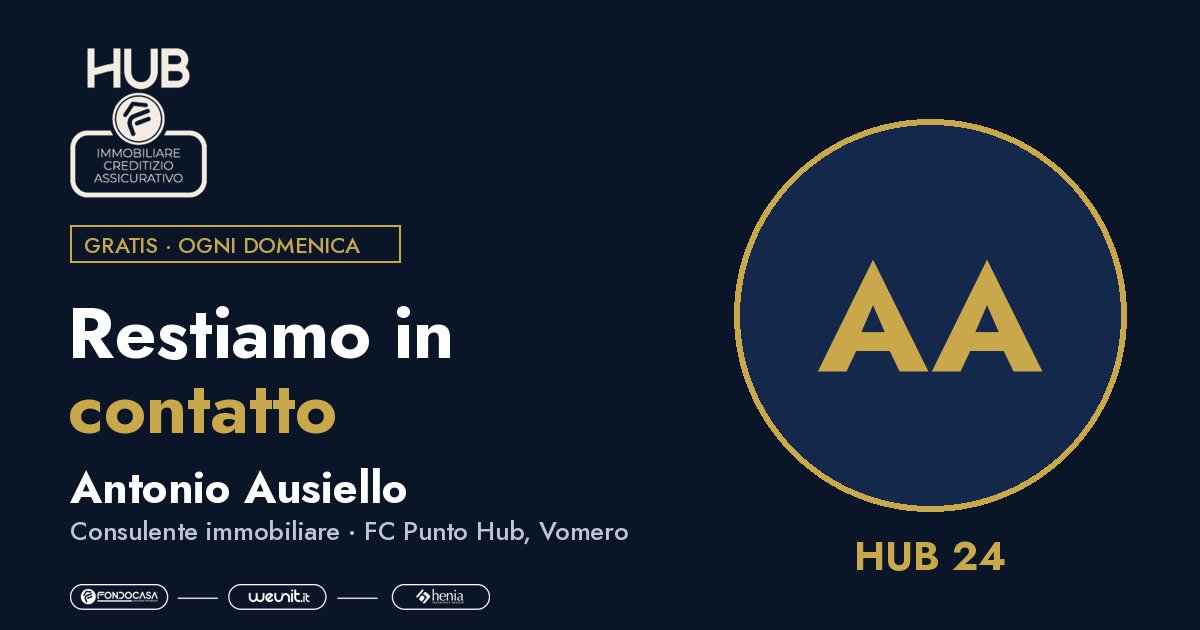 HUB
IMMOBILIARE
CREDITIZIO
ASSICURATIVO
GRATIS · OGNI DOMENICA
Restiamo in
contatto
Antonio Ausiello
Consulente immobiliare · FC Punto Hub, Vomero
AA
HUB 24
FONDOCASA
weunit.it
henia